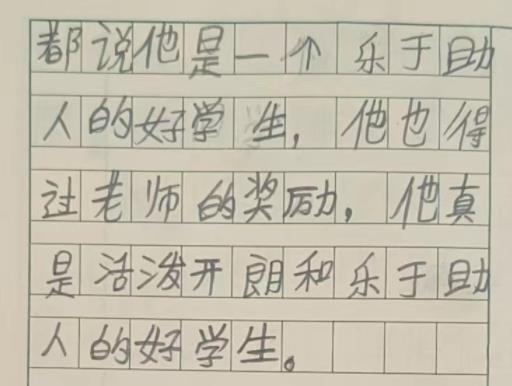 都说他是一个乐于助
人的好学生，他也得
过老师的奖励，他真
是活泼开朗和乐于助
人的好学生。